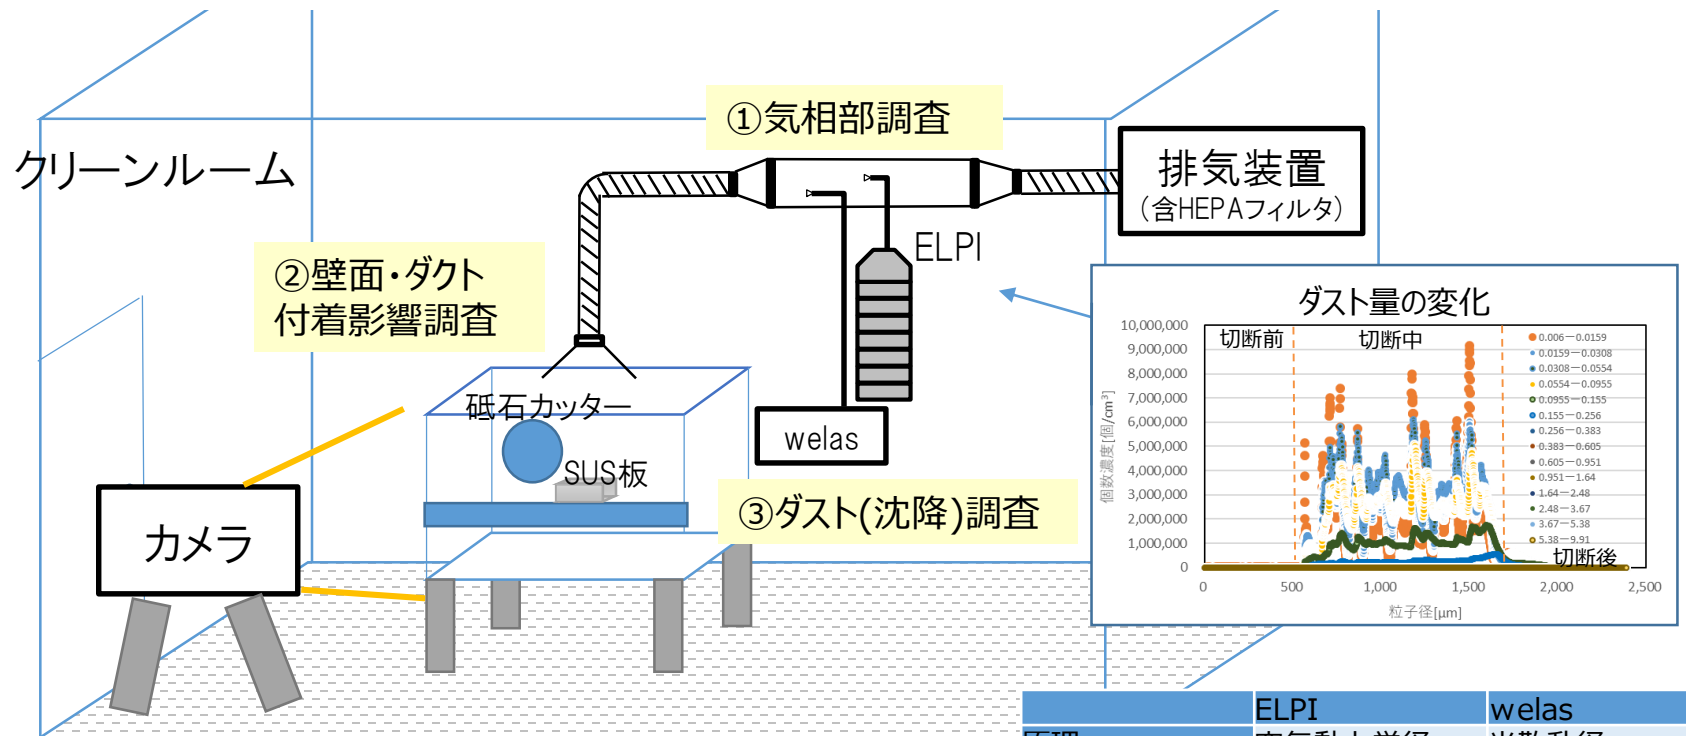 ①気相部調査
クリーンルーム
排気装置
(含HEPAフィルタ)
②壁面・ダクト
付着影響調査
ELPI
welas
砥石カッター
SUS板
③ダスト(沈降)調査
カメラ
ダスト量の変化
個数濃度[個/cm³]
10,000,000
9,000,000
8,000,000
7,000,000
6,000,000
5,000,000
4,000,000
3,000,000
2,000,000
1,000,000
0
切断前
切断中
切断後
0.006－0.0159
0.0159－0.0308
0.0308－0.0554
0.0554－0.0955
0.0955－0.155
0.155－0.256
0.256－0.383
0.383－0.605
0.605－0.951
0.951－1.64
1.64－2.48
2.48－3.67
3.67－5.38
5.38－9.91
0 500 1,000 1,500 2,000 2,500
粒子径[μm]
ELPI welas